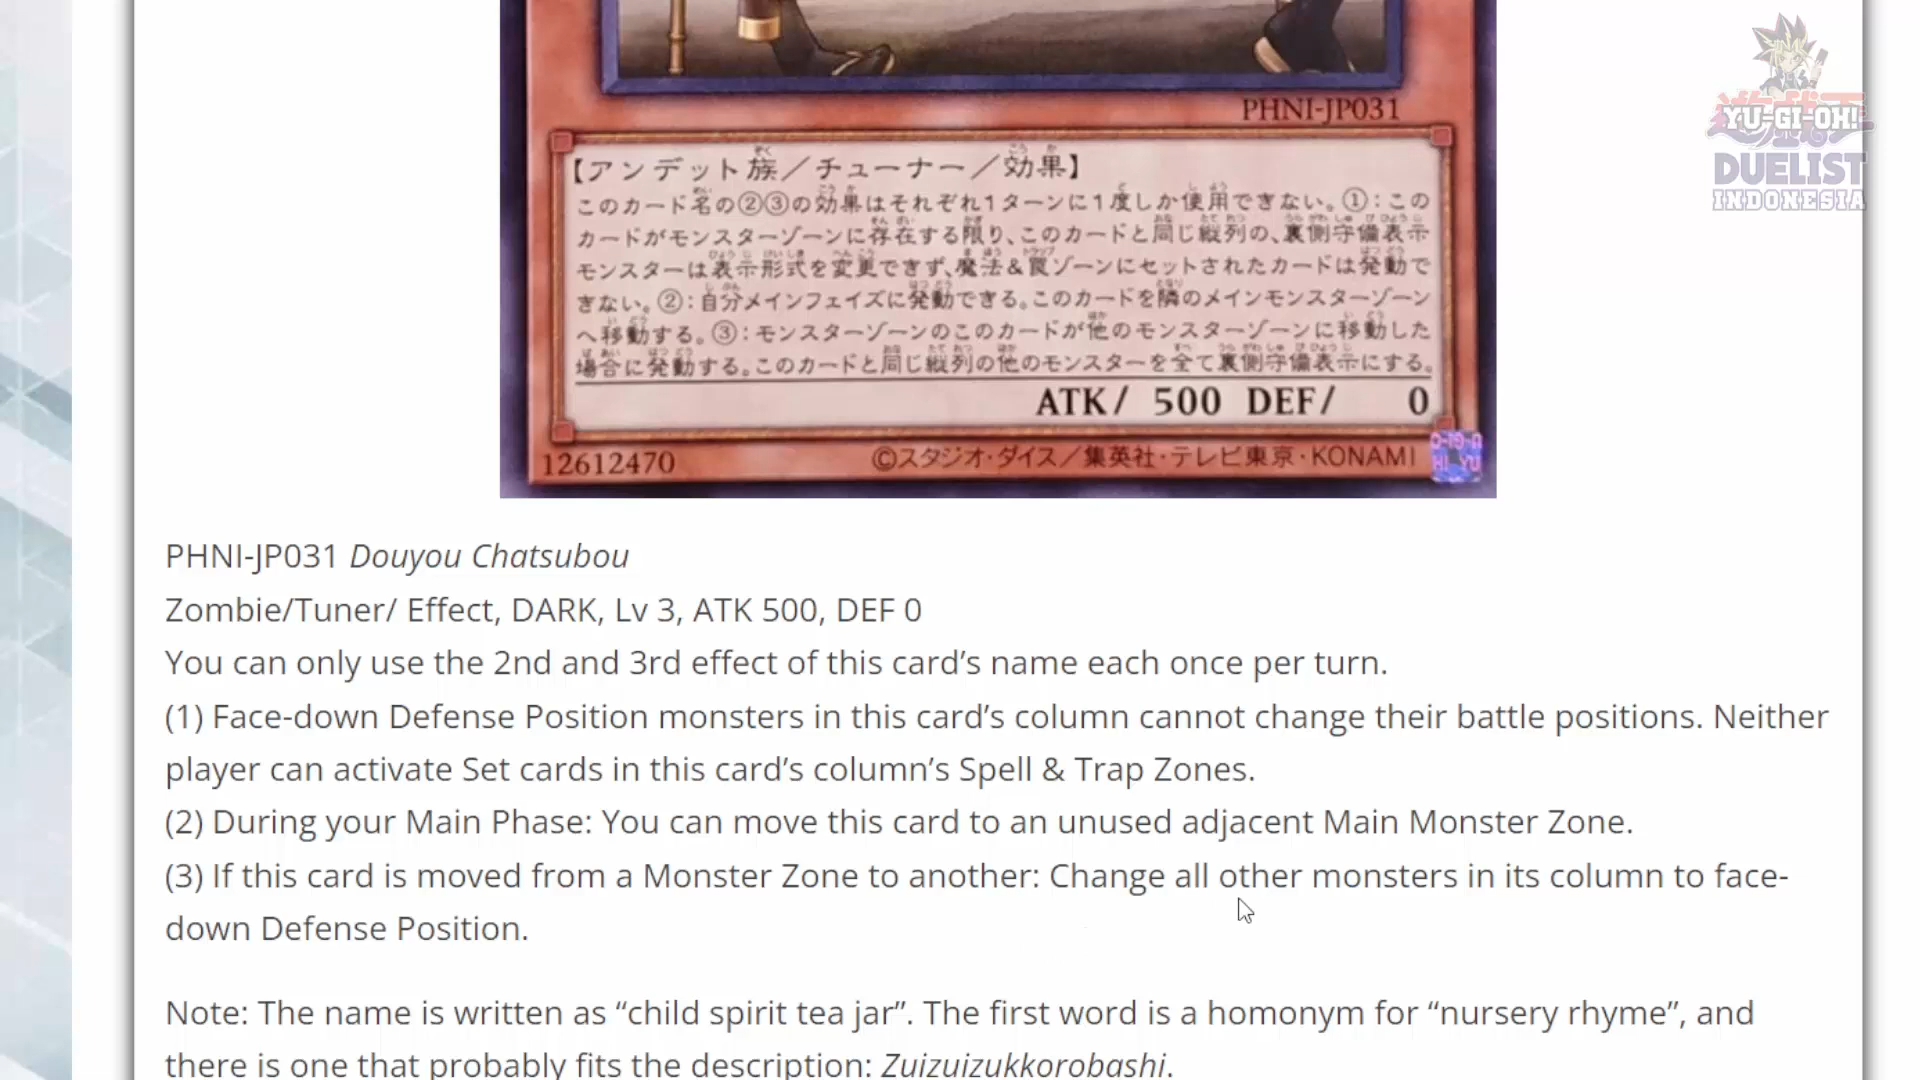 YU-GI-OH!
DUELIST
INDONESIA
PHNI-JP031
【アンデット族／チューナー／効果】
このカード名の②③の効果はそれぞれ1ターンに1度しか使用できない。①：この
カードがモンスターゾーンに存在する限り、このカードと同じ縦列の、裏側守備表示
モンスターは表示形式を変更できず、魔法＆罠ゾーンにセットされたカードは発動で
きない。②：自分メインフェイズに発動できる。このカードを隣のメインモンスターゾーン
へ移動する。③：モンスターゾーンのこのカードが他のモンスターゾーンに移動した
場合に発動する。このカードと同じ縦列の他のモンスターを全て裏側守備表示にする。
ATK/ 500 DEF/ 0
12612470 ©スタジオ・ダイス／集英社・テレビ東京・KONAMI
PHNI-JP031 Douyou Chatsubou
Zombie/Tuner/ Effect, DARK, Lv 3, ATK 500, DEF 0
You can only use the 2nd and 3rd effect of this card’s name each once per turn.
(1) Face-down Defense Position monsters in this card’s column cannot change their battle positions. Neither
player can activate Set cards in this card’s column’s Spell & Trap Zones.
(2) During your Main Phase: You can move this card to an unused adjacent Main Monster Zone.
(3) If this card is moved from a Monster Zone to another: Change all other monsters in its column to face-
down Defense Position.
Note: The name is written as “child spirit tea jar”. The first word is a homonym for “nursery rhyme”, and
there is one that probably fits the description: Zuizuizukkorobashi.